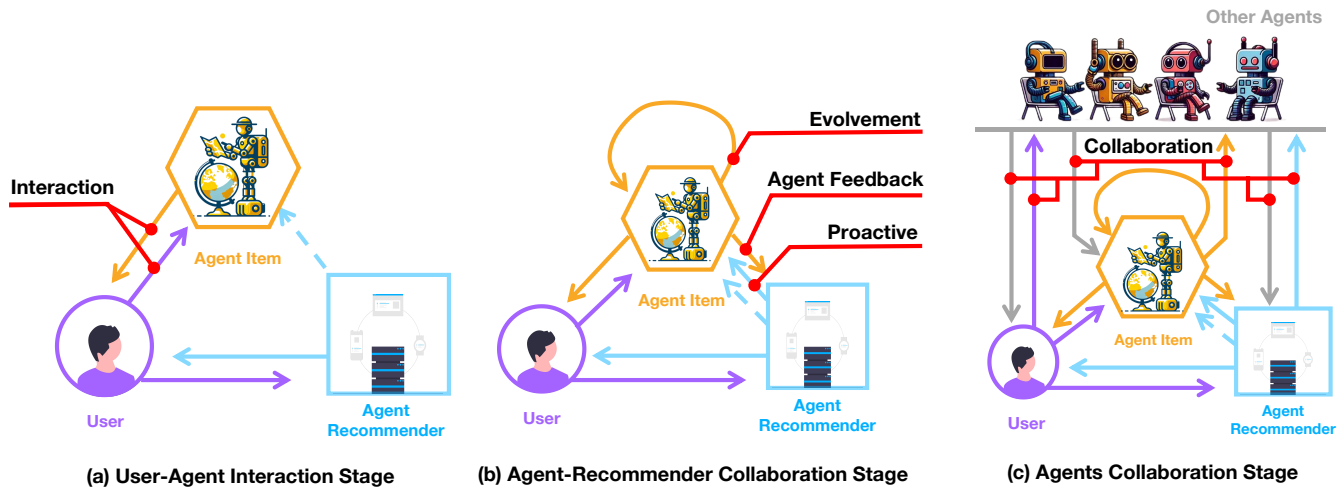 Interaction
Agent Item
User
Agent
Recommender
(a) User-Agent Interaction Stage
Evolvement
Agent Feedback
Proactive
Agent Item
User
Agent
Recommender
(b) Agent-Recommender Collaboration Stage
Other Agents
Collaboration
Agent Item
User
Agent
Recommender
(c) Agents Collaboration Stage